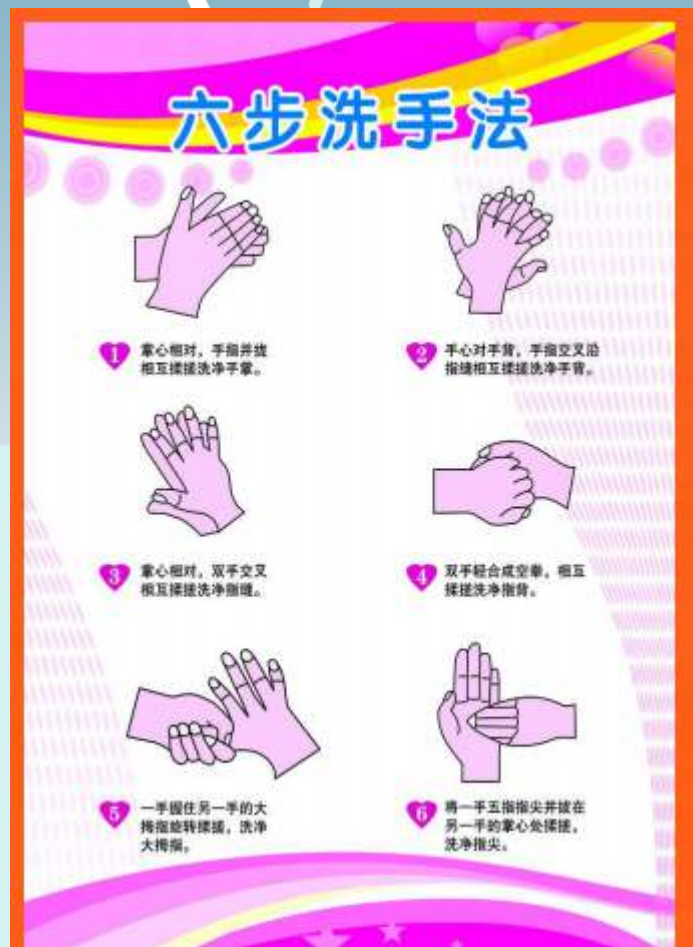 六步洗手法
1 掌心相对，手指并拢
相互揉搓洗净手掌。
2 手心对手背，手指交叉沿
指缝相互揉搓洗净手背。
3 掌心相对，双手交叉
相互揉搓洗净指缝。
4 双手轻合成空拳，相互
揉搓洗净指背。
5 一手握住另一手的大
拇指旋转揉搓，洗净
大拇指。
6 将一手五指指尖并拔在
另一手的掌心处揉搓，
洗净指尖。